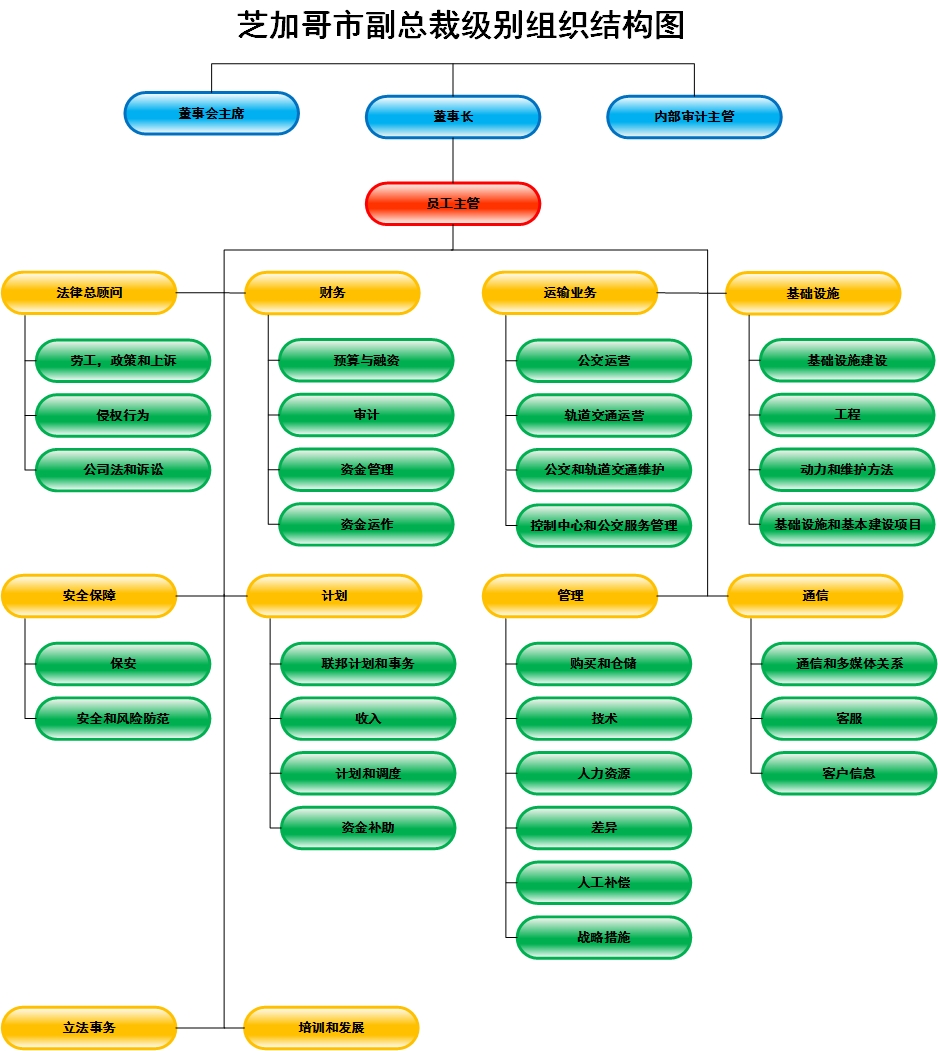 芝加哥市副总裁级别组织结构图
董事会主席
董事长
内部审计主管
员工主管
法律总顾问
劳工，政策和上诉
侵权行为
公司法和诉讼
财务
预算与融资
审计
资金管理
资金运作
运输业务
公交运营
轨道交通运营
公交和轨道交通维护
控制中心和公交服务管理
基础设施
基础设施建设
工程
动力和维护方法
基础设施和基本建设项目
安全保障
保安
安全和风险防范
计划
联邦计划和事务
收入
计划和调度
资金补助
管理
购买和仓储
技术
人力资源
差异
人工补偿
战略措施
通信
通信和多媒体关系
客服
客户信息
立法事务
培训和发展